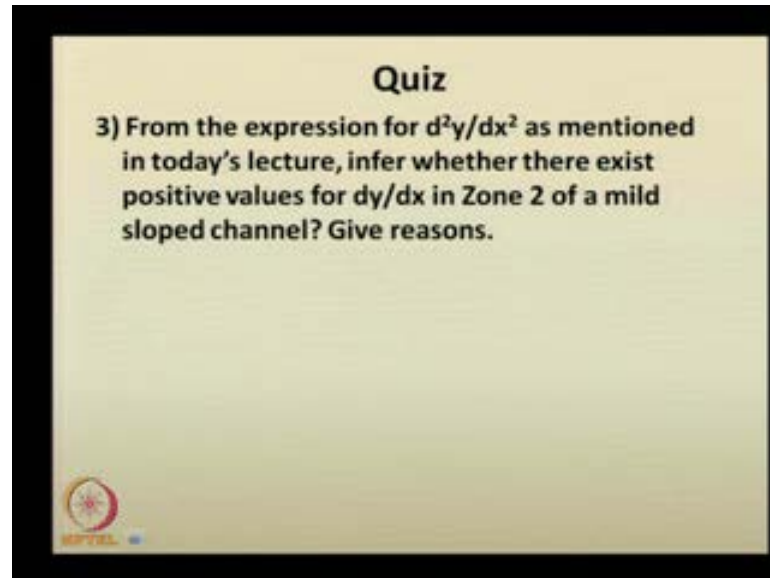 Quiz
3) From the expression for d²y/dx² as mentioned
in today's lecture, infer whether there exist
positive values for dy/dx in Zone 2 of a mild
sloped channel? Give reasons.
NPTEL